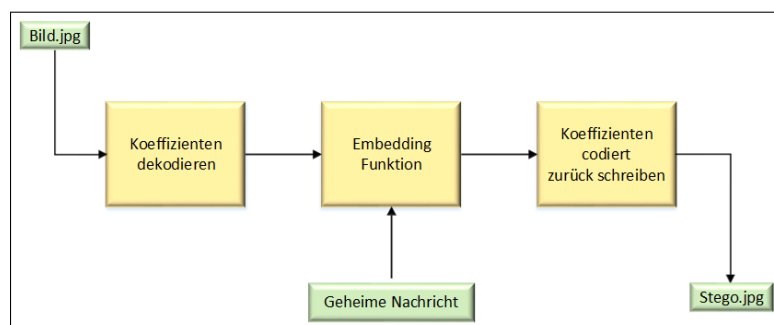 Bild.jpg
Koeffizienten
dekodieren
Embedding
Funktion
Koeffizienten
codiert
zurück schreiben
Geheime Nachricht
Stego.jpg